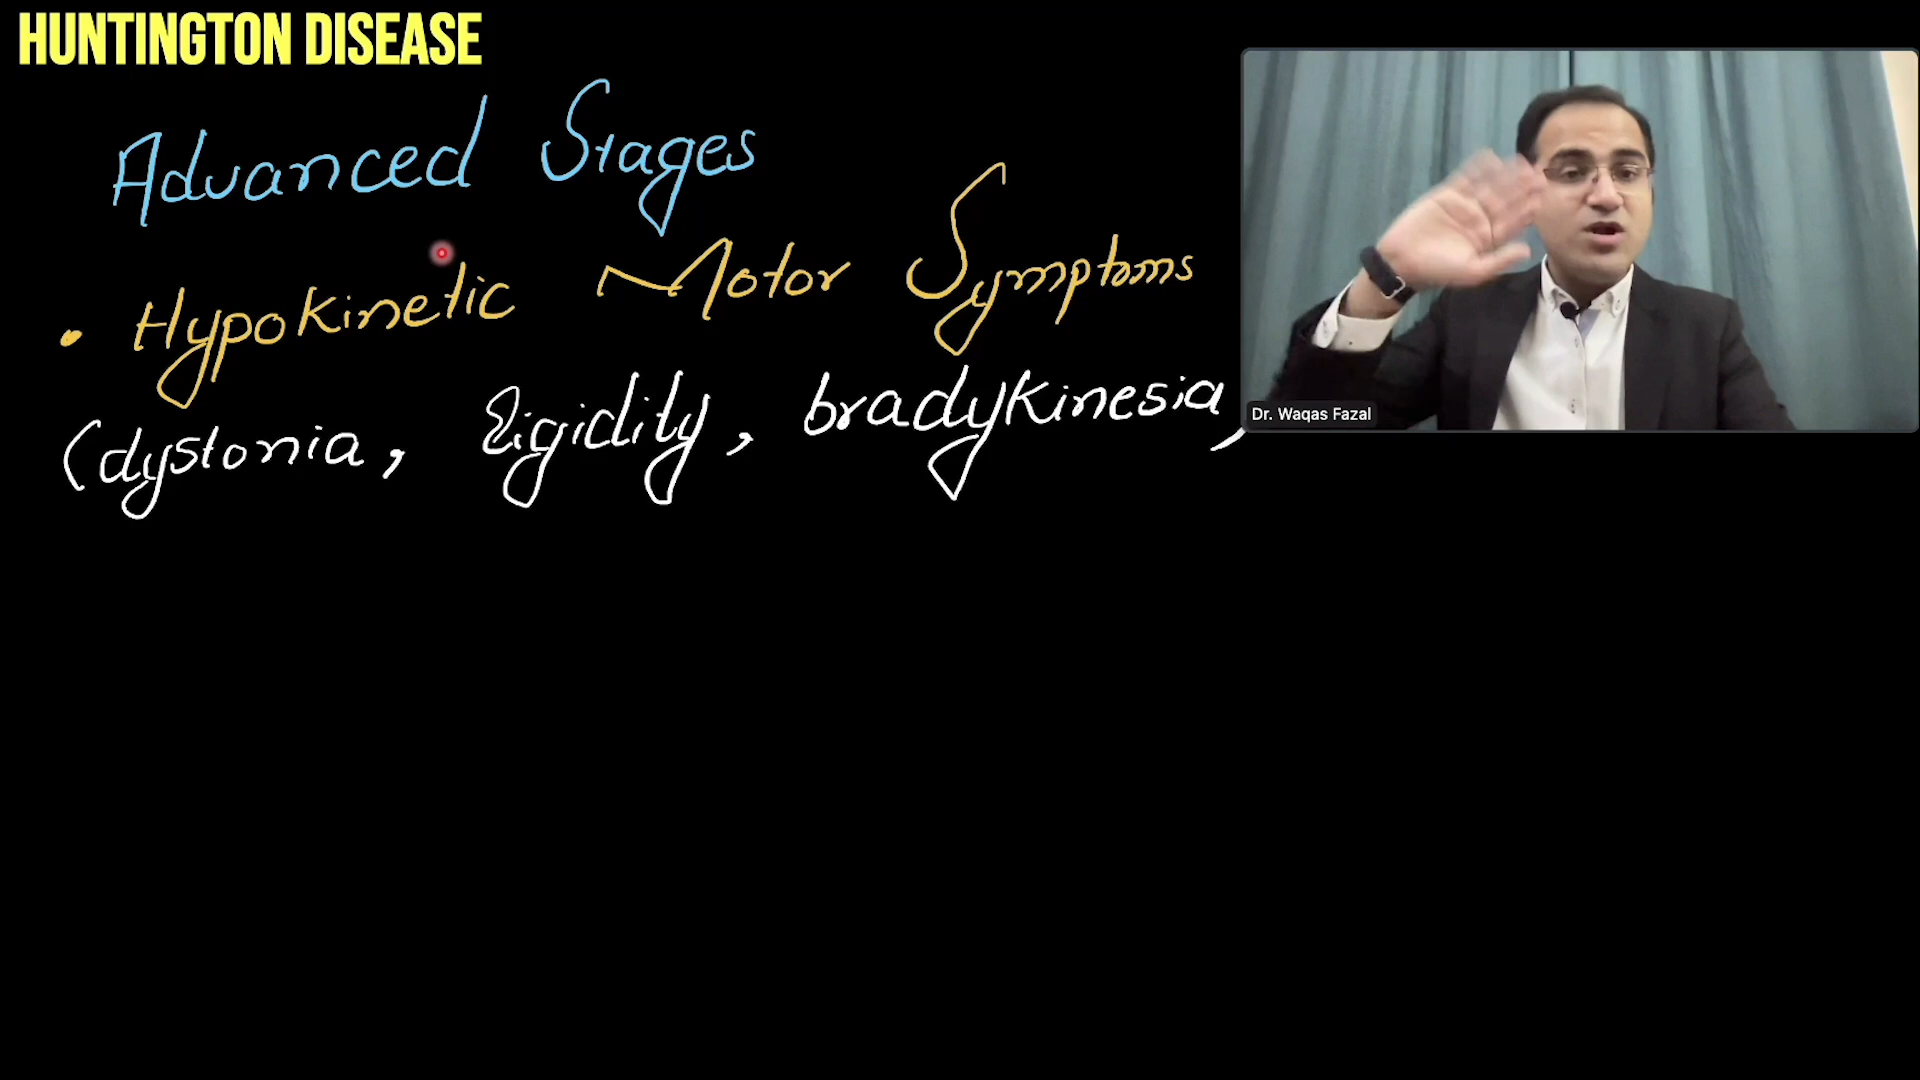 HUNTINGTON DISEASE
Advanced Stages
• Hypokinetic Motor Symptoms
(dystonia, Rigidity, bradykinesia,
Dr. Waqas Fazal